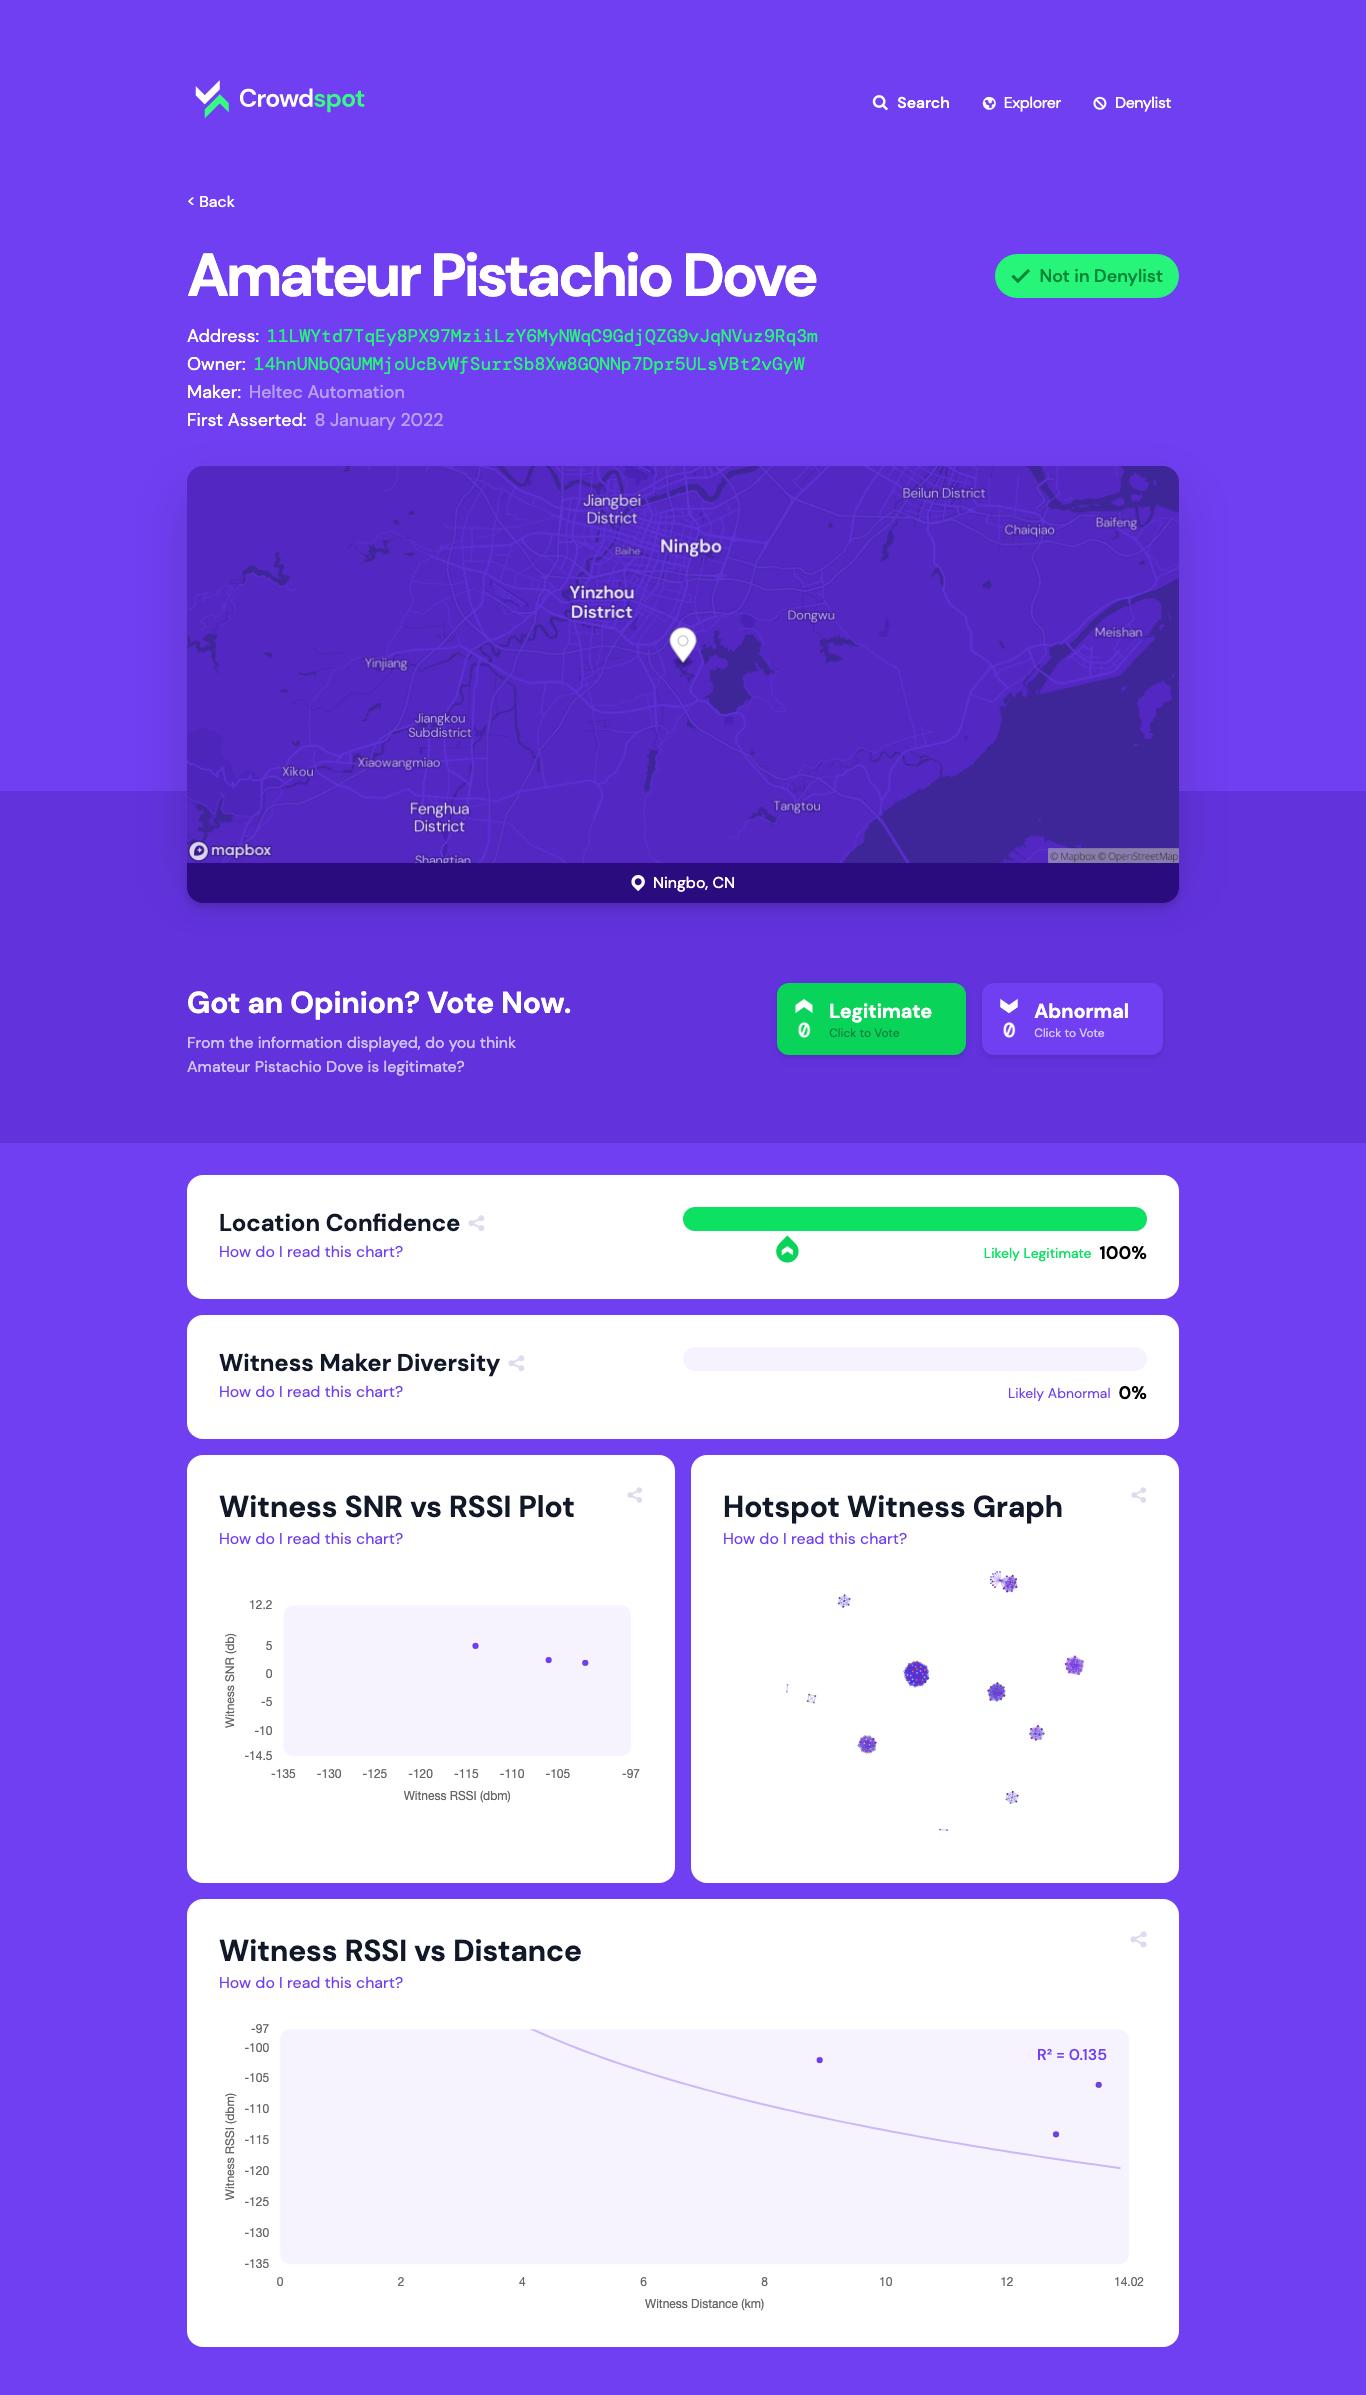 Crowdspot
Search
Explorer
Denylist
< Back
Amateur Pistachio Dove
Not in Denylist
Address: 11LWYtd7TqEy8PX97MziiLzY6MyNWqC9GdjQZG9vJqNVuz9Rq3m
Owner: 14hnUNbQGUMMjoUcBvWfSurrSb8Xw8GQNNp7Dpr5ULsVBt2vGyW
Maker: Heltec Automation
First Asserted: 8 January 2022
Jiangbei
District
Beilun District
Chaiqiao
Baifeng
Baihe
Ningbo
Yinzhou
District
Dongwu
Meishan
Yinjiang
Jiangkou
Subdistrict
Xikou
Xiaowangmiao
Fenghua
District
Tangtou
Shangtian
mapbox
© Mapbox © OpenStreetMap
Ningbo, CN
Got an Opinion? Vote Now.
From the information displayed, do you think
Amateur Pistachio Dove is legitimate?
Legitimate
0
Click to Vote
Abnormal
0
Click to Vote
Location Confidence
How do I read this chart?
Likely Legitimate 100%
Witness Maker Diversity
How do I read this chart?
Likely Abnormal 0%
Witness SNR vs RSSI Plot
How do I read this chart?
12.2
5
0
-5
-10
-14.5
Witness SNR (db)
-135 -130 -125 -120 -115 -110 -105 -97
Witness RSSI (dbm)
Hotspot Witness Graph
How do I read this chart?
Witness RSSI vs Distance
How do I read this chart?
-97
-100
-105
-110
-115
-120
-125
-130
-135
Witness RSSI (dbm)
R² = 0.135
0 2 4 6 8 10 12 14.02
Witness Distance (km)